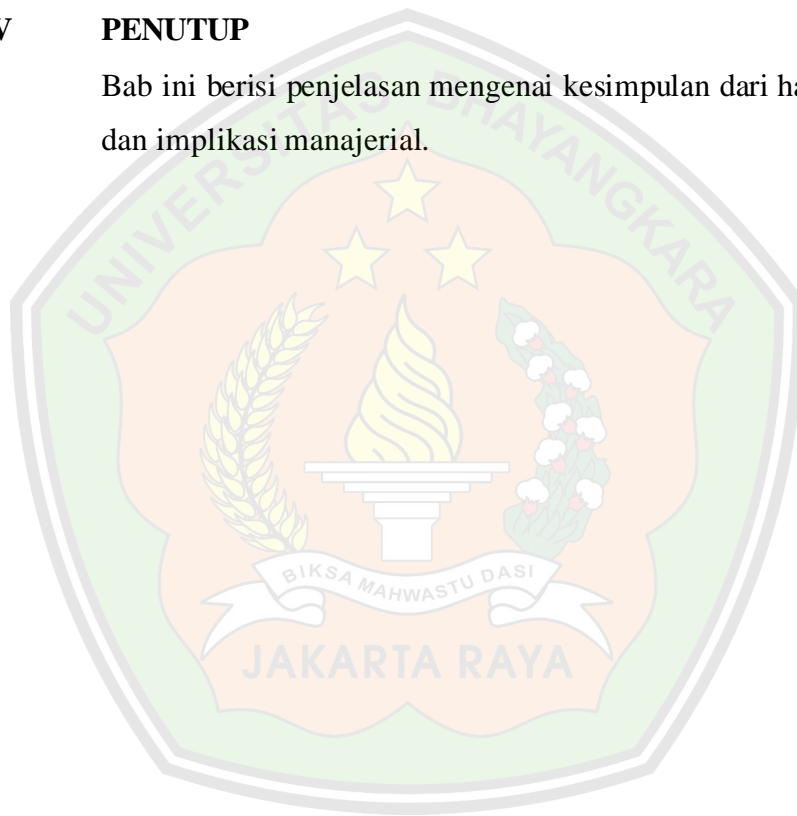 V PENUTUP
Bab ini berisi penjelasan mengenai kesimpulan dari ha
dan implikasi manajerial.
UNIVERSITAS BHAYANGKARA
BIKSA MAHWASTU DASI
JAKARTA RAYA